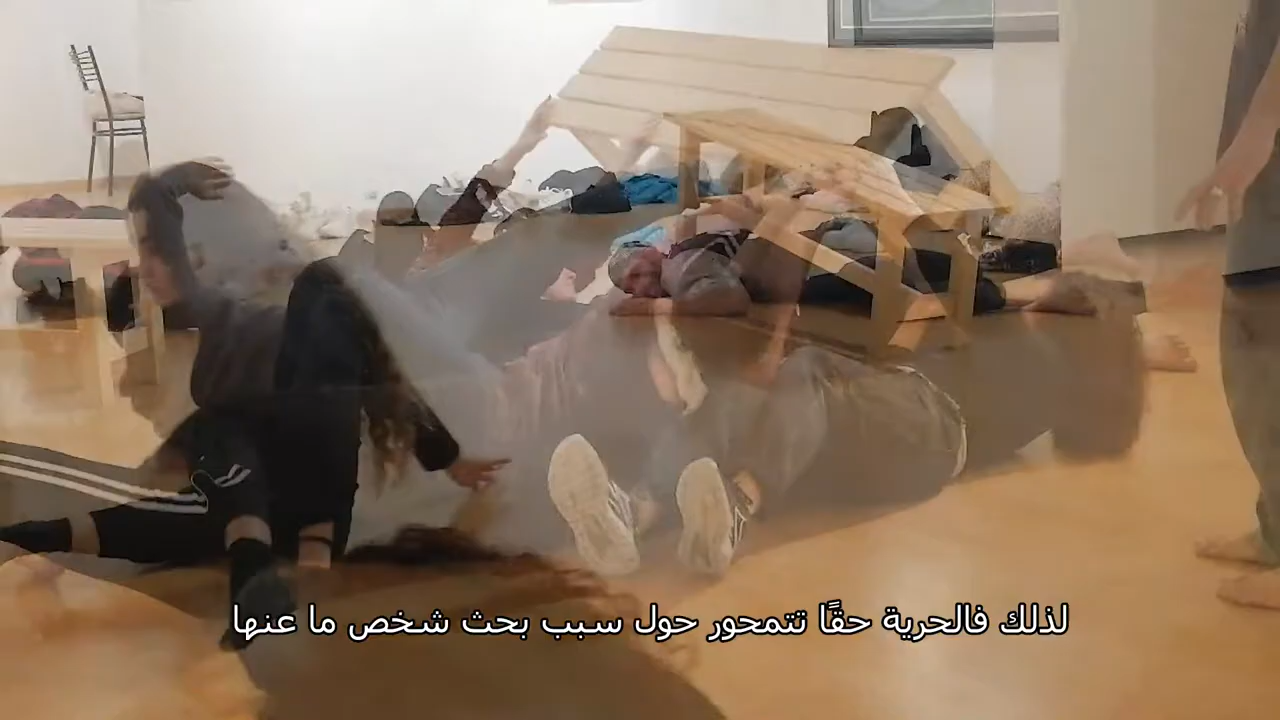 لذلك فالحرية حقًا تتمحور حول سبب بحث شخص ما عنها